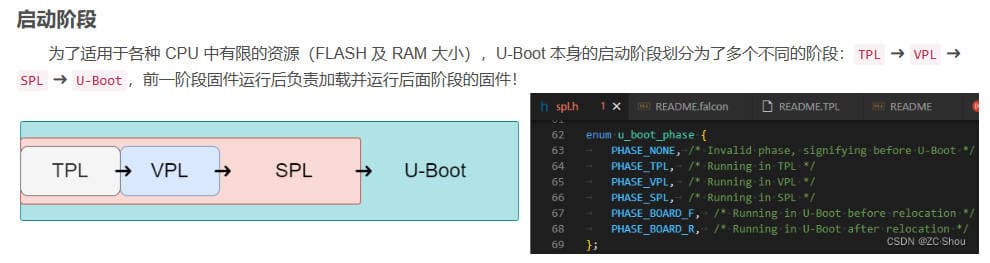 启动阶段
为了适用于各种 CPU 中有限的资源（FLASH 及 RAM 大小），U-Boot 本身的启动阶段划分为了多个不同的阶段：TPL ➜ VPL ➜
SPL ➜ U-Boot ，前一阶段固件运行后负责加载并运行后面阶段的固件！
TPL VPL SPL U-Boot
h spl.h 1 × README.falcon README.TPL README
61
62 enum u_boot_phase {
63 PHASE_NONE, /* Invalid phase, signifying before U-Boot */
64 PHASE_TPL, /* Running in TPL */
65 PHASE_VPL, /* Running in VPL */
66 PHASE_SPL, /* Running in SPL */
67 PHASE_BOARD_F, /* Running in U-Boot before relocation */
68 PHASE_BOARD_R, /* Running in U-Boot after relocation */
69 };
CSDN @ZC·Shou